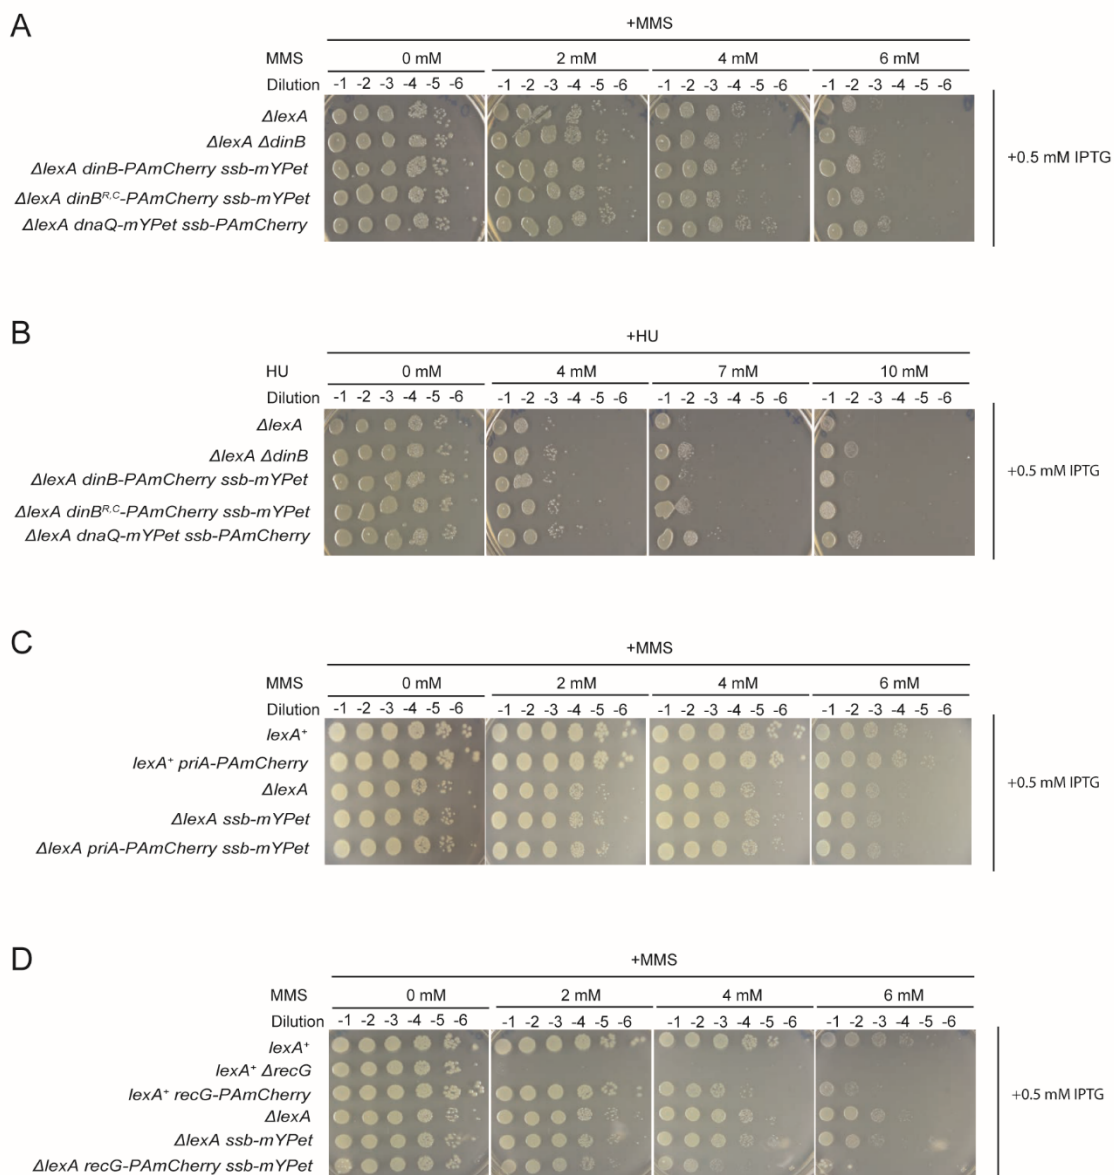 A
+MMS
MMS 0 mM 2 mM 4 mM 6 mM
Dilution -1 -2 -3 -4 -5 -6 -1 -2 -3 -4 -5 -6 -1 -2 -3 -4 -5 -6 -1 -2 -3 -4 -5 -6
ΔlexA
ΔlexA ΔdinB
+0.5 mM IPTG
ΔlexA dinB-PAmCherry ssb-mYPet
ΔlexA dinB^R,C-PAmCherry ssb-mYPet
ΔlexA dnaQ-mYPet ssb-PAmCherry
B
+HU
HU 0 mM 4 mM 7 mM 10 mM
Dilution -1 -2 -3 -4 -5 -6 -1 -2 -3 -4 -5 -6 -1 -2 -3 -4 -5 -6 -1 -2 -3 -4 -5 -6
ΔlexA
ΔlexA ΔdinB
+0.5 mM IPTG
ΔlexA dinB-PAmCherry ssb-mYPet
ΔlexA dinB^R,C-PAmCherry ssb-mYPet
ΔlexA dnaQ-mYPet ssb-PAmCherry
C
+MMS
MMS 0 mM 2 mM 4 mM 6 mM
Dilution -1 -2 -3 -4 -5 -6 -1 -2 -3 -4 -5 -6 -1 -2 -3 -4 -5 -6 -1 -2 -3 -4 -5 -6
lexA⁺
lexA⁺ priA-PAmCherry
+0.5 mM IPTG
ΔlexA
ΔlexA ssb-mYPet
ΔlexA priA-PAmCherry ssb-mYPet
D
+MMS
MMS 0 mM 2 mM 4 mM 6 mM
Dilution -1 -2 -3 -4 -5 -6 -1 -2 -3 -4 -5 -6 -1 -2 -3 -4 -5 -6 -1 -2 -3 -4 -5 -6
lexA⁺
lexA⁺ ΔrecG
lexA⁺ recG-PAmCherry
+0.5 mM IPTG
ΔlexA
ΔlexA ssb-mYPet
ΔlexA recG-PAmCherry ssb-mYPet